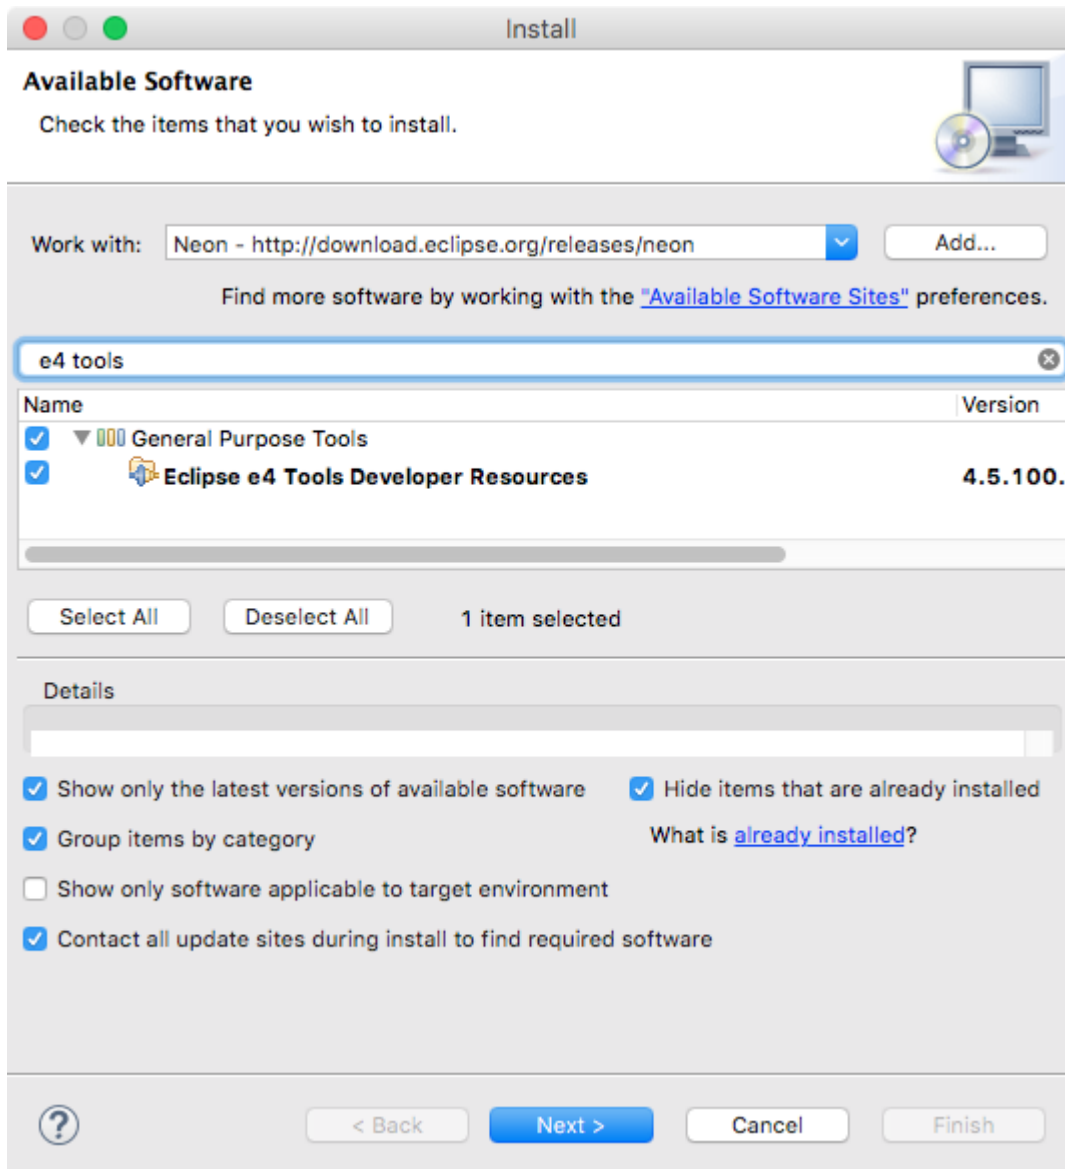 Install
Available Software
Check the items that you wish to install.
Work with: Neon - http://download.eclipse.org/releases/neon Add...
Find more software by working with the "Available Software Sites" preferences.
e4 tools
Name Version
General Purpose Tools
Eclipse e4 Tools Developer Resources 4.5.100.
Select All Deselect All 1 item selected
Details
Show only the latest versions of available software Hide items that are already installed
Group items by category What is already installed?
Show only software applicable to target environment
Contact all update sites during install to find required software
? < Back Next > Cancel Finish